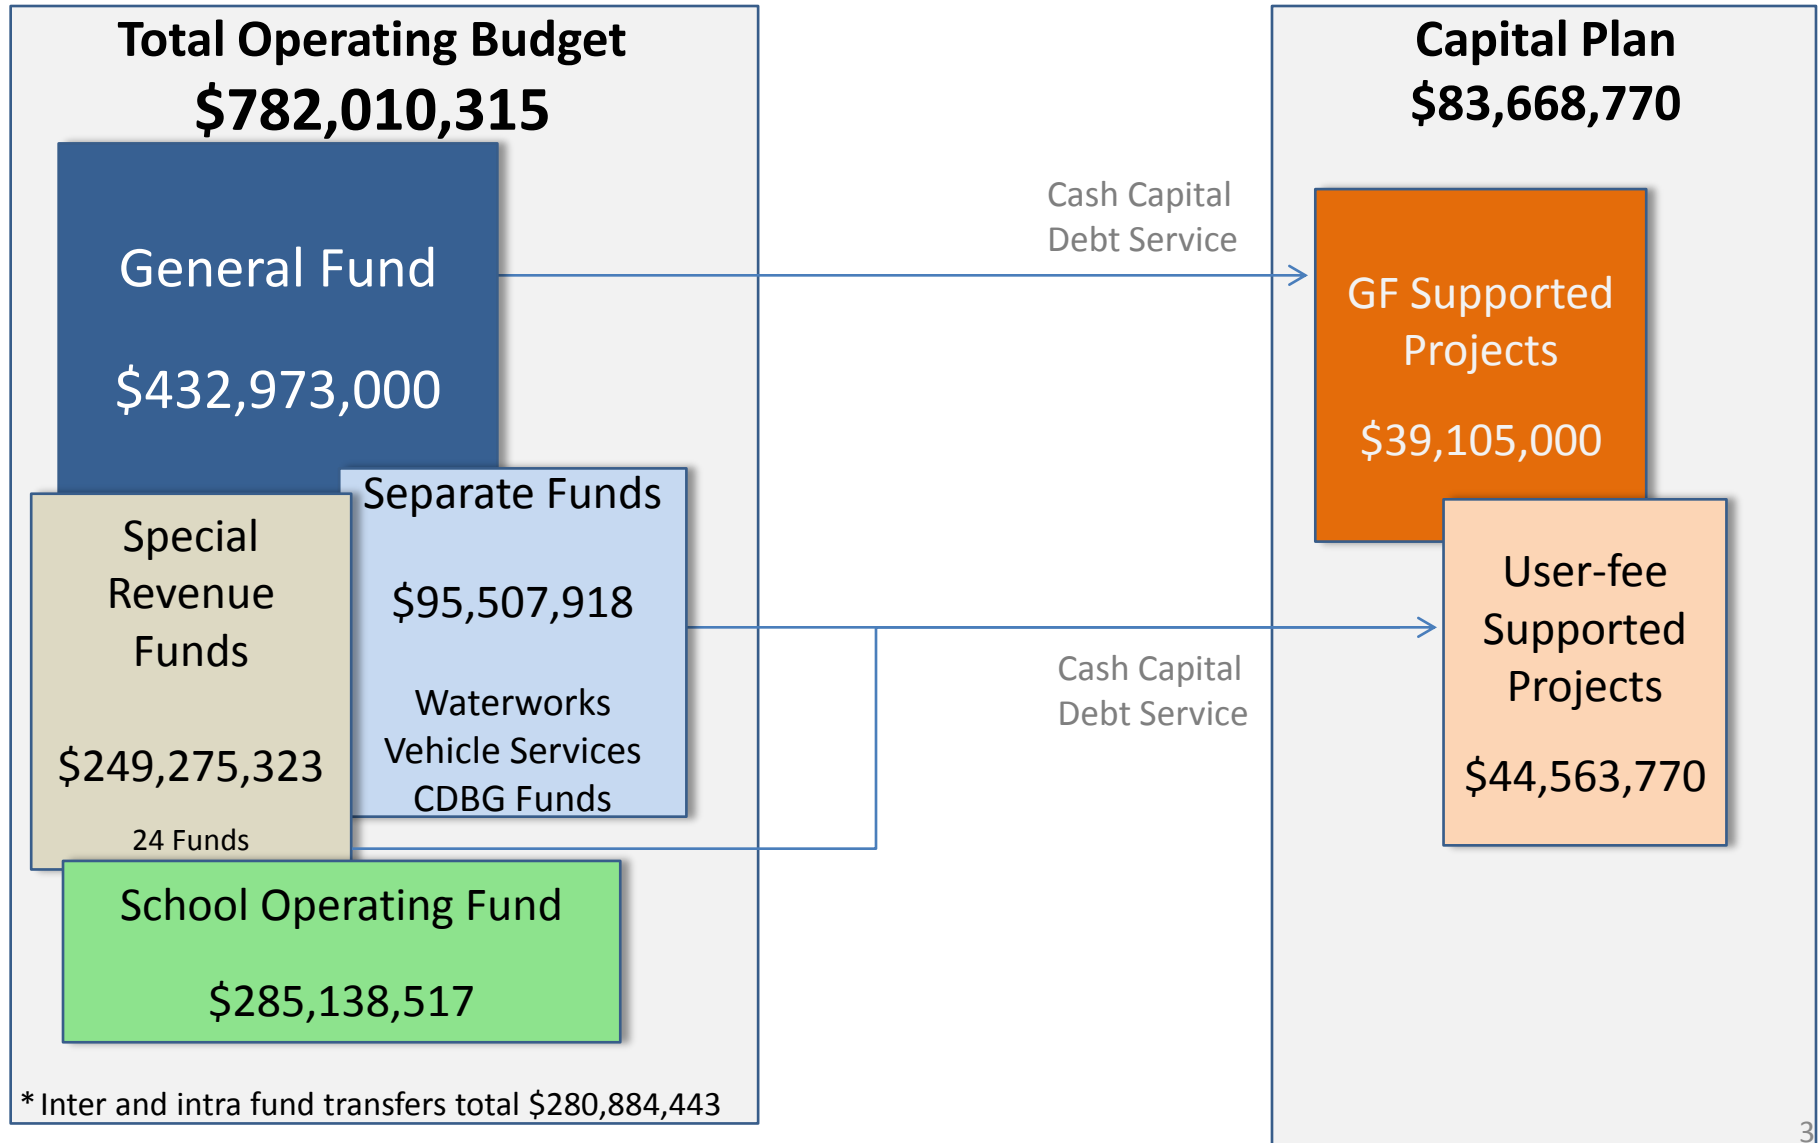 Total Operating Budget
$782,010,315
General Fund
$432,973,000
Separate Funds
$95,507,918
Waterworks
Vehicle Services
CDBG Funds
Special
Revenue
Funds
$249,275,323
24 Funds
School Operating Fund
$285,138,517
* Inter and intra fund transfers total $280,884,443
Cash Capital
Debt Service
Cash Capital
Debt Service
Capital Plan
$83,668,770
GF Supported
Projects
$39,105,000
User-fee
Supported
Projects
$44,563,770
3